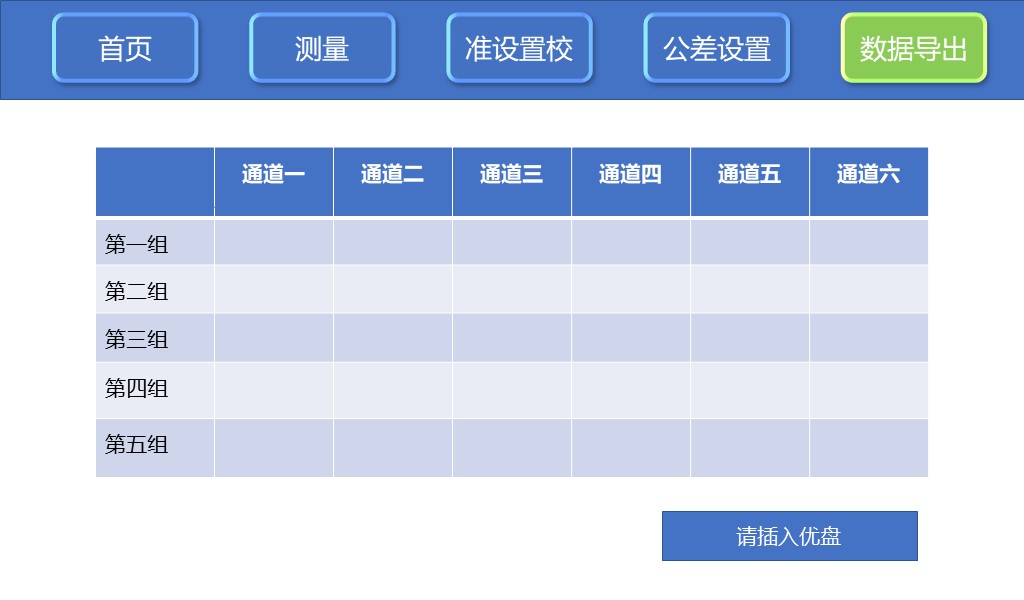 首页 测量 准设置校 公差设置 数据导出
通道一 通道二 通道三 通道四 通道五 通道六
第一组
第二组
第三组
第四组
第五组
请插入优盘